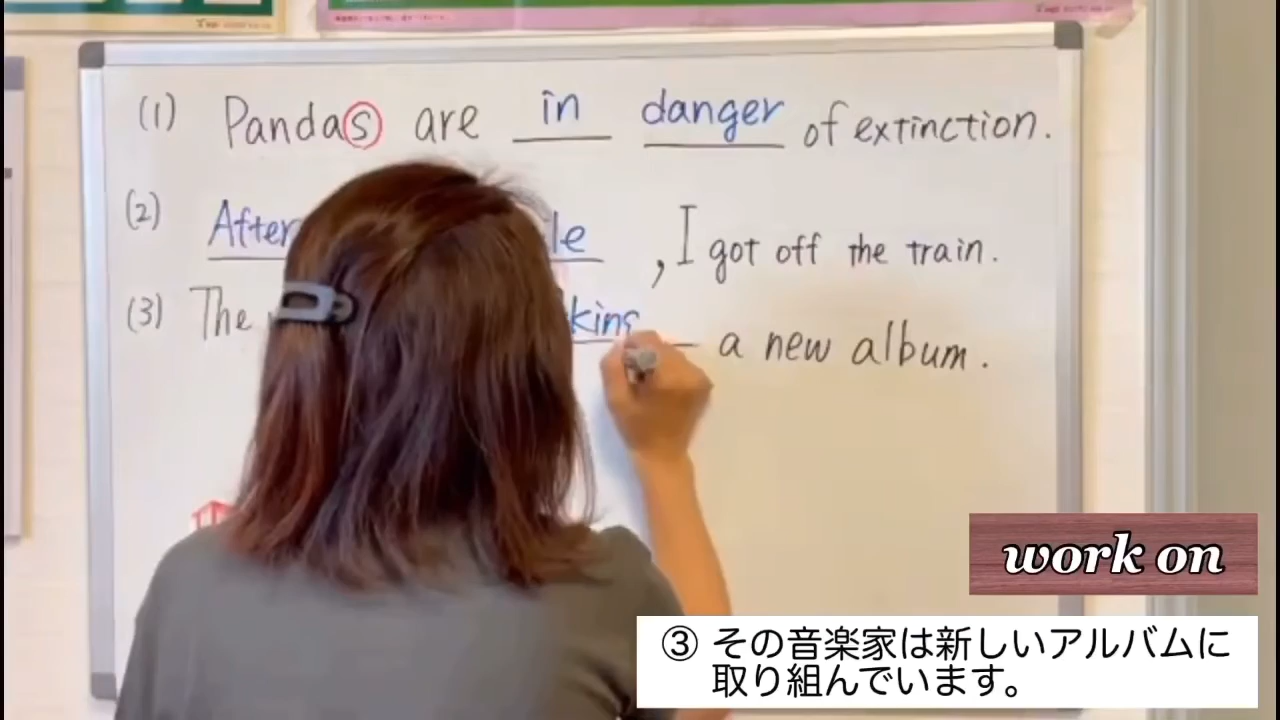 (1) Pandas are in danger of extinction.
(2) After , I got off the train.
(3) The a new album.
work on
③ その音楽家は新しいアルバムに
取り組んでいます。